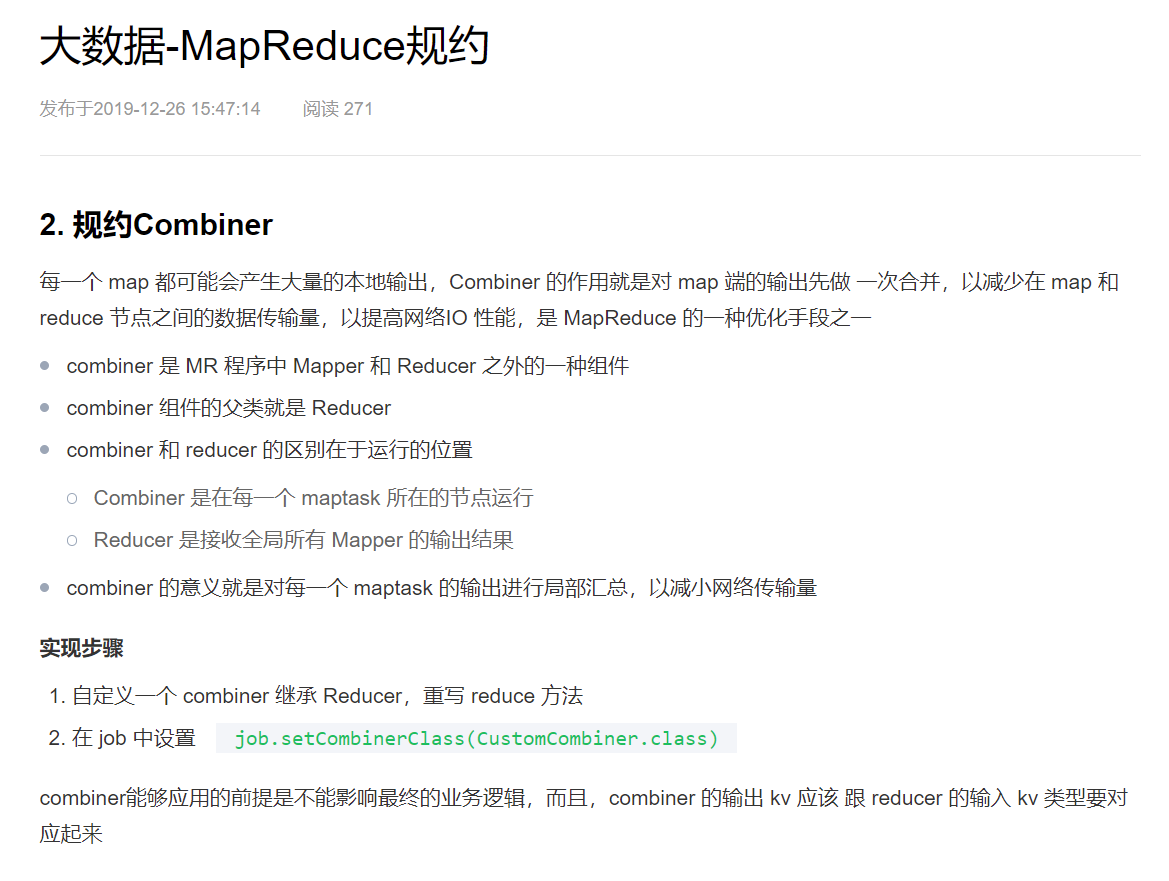 大数据-MapReduce规约
发布于2019-12-26 15:47:14 阅读 271
2. 规约Combiner
每一个 map 都可能会产生大量的本地输出，Combiner 的作用就是对 map 端的输出先做 一次合并，以减少在 map 和
reduce 节点之间的数据传输量，以提高网络IO 性能，是 MapReduce 的一种优化手段之一
combiner 是 MR 程序中 Mapper 和 Reducer 之外的一种组件
combiner 组件的父类就是 Reducer
combiner 和 reducer 的区别在于运行的位置
Combiner 是在每一个 maptask 所在的节点运行
Reducer 是接收全局所有 Mapper 的输出结果
combiner 的意义就是对每一个 maptask 的输出进行局部汇总，以减小网络传输量
实现步骤
1. 自定义一个 combiner 继承 Reducer，重写 reduce 方法
2. 在 job 中设置 job.setCombinerClass(CustomCombiner.class)
combiner能够应用的前提是不能影响最终的业务逻辑，而且，combiner 的输出 kv 应该 跟 reducer 的输入 kv 类型要对
应起来